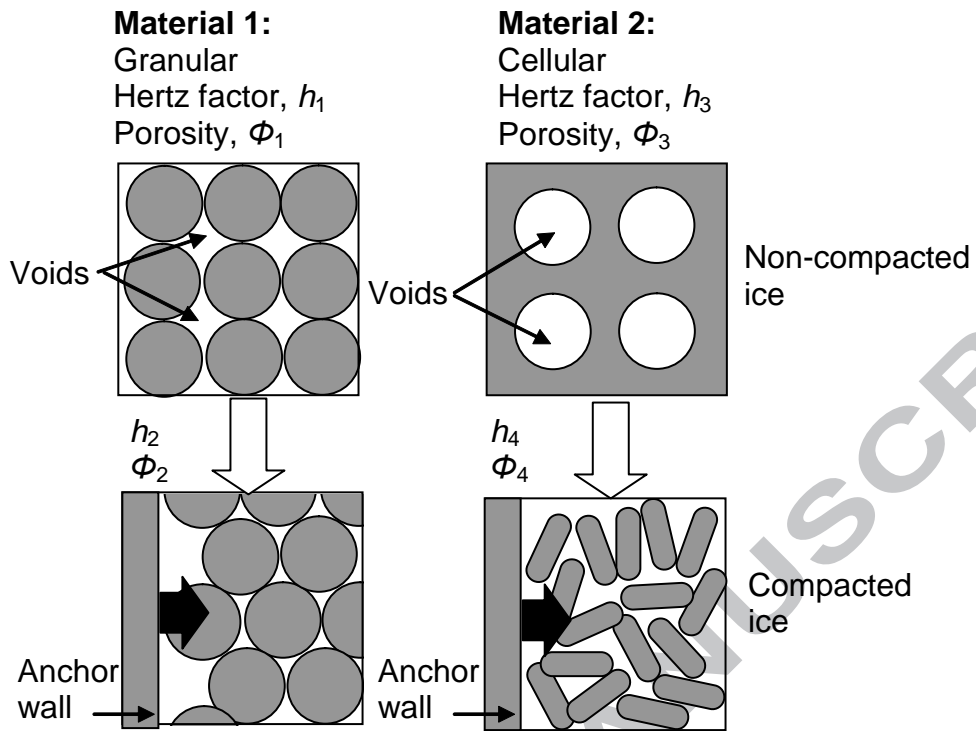 Material 1:
Granular
Hertz factor, h₁
Porosity, Φ₁
Material 2:
Cellular
Hertz factor, h₃
Porosity, Φ₃
Voids
Voids
Non-compacted
ice
h₂
Φ₂
h₄
Φ₄
Compacted
ice
Anchor
wall
Anchor
wall